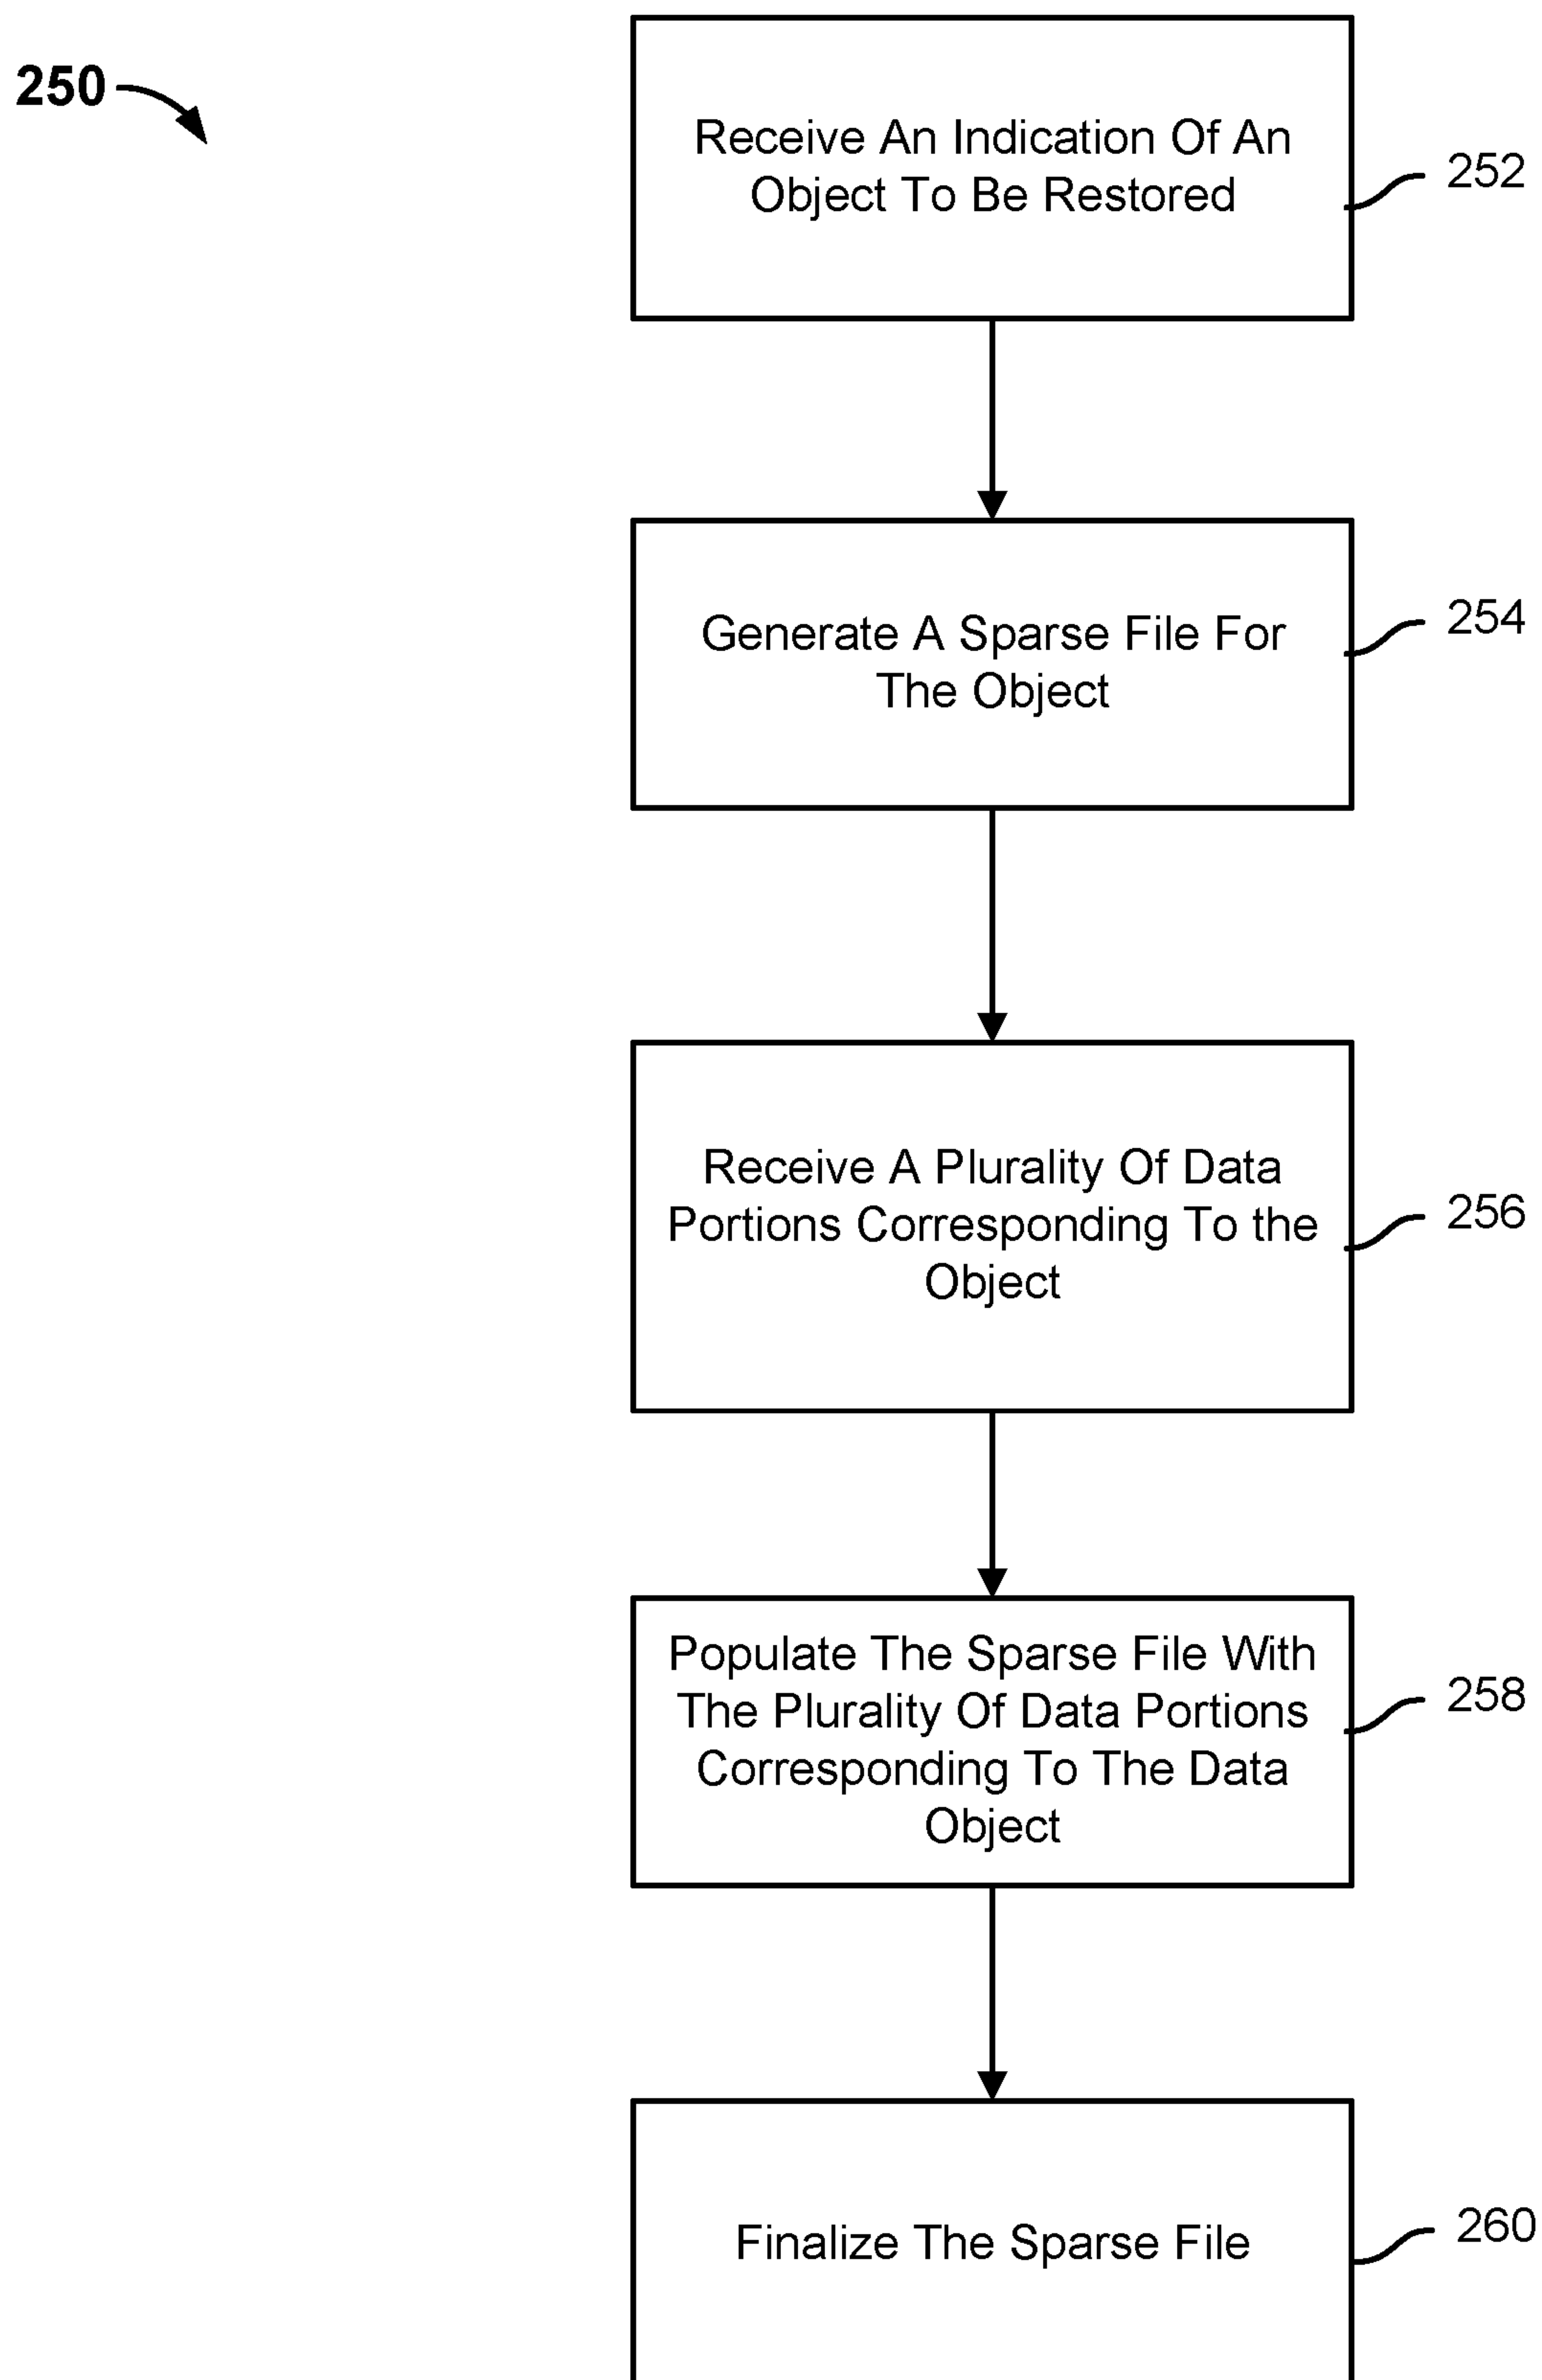 250
Receive An Indication Of An
Object To Be Restored
252
Generate A Sparse File For
The Object
254
Receive A Plurality Of Data
Portions Corresponding To the
Object
256
Populate The Sparse File With
The Plurality Of Data Portions
Corresponding To The Data
Object
258
Finalize The Sparse File
260